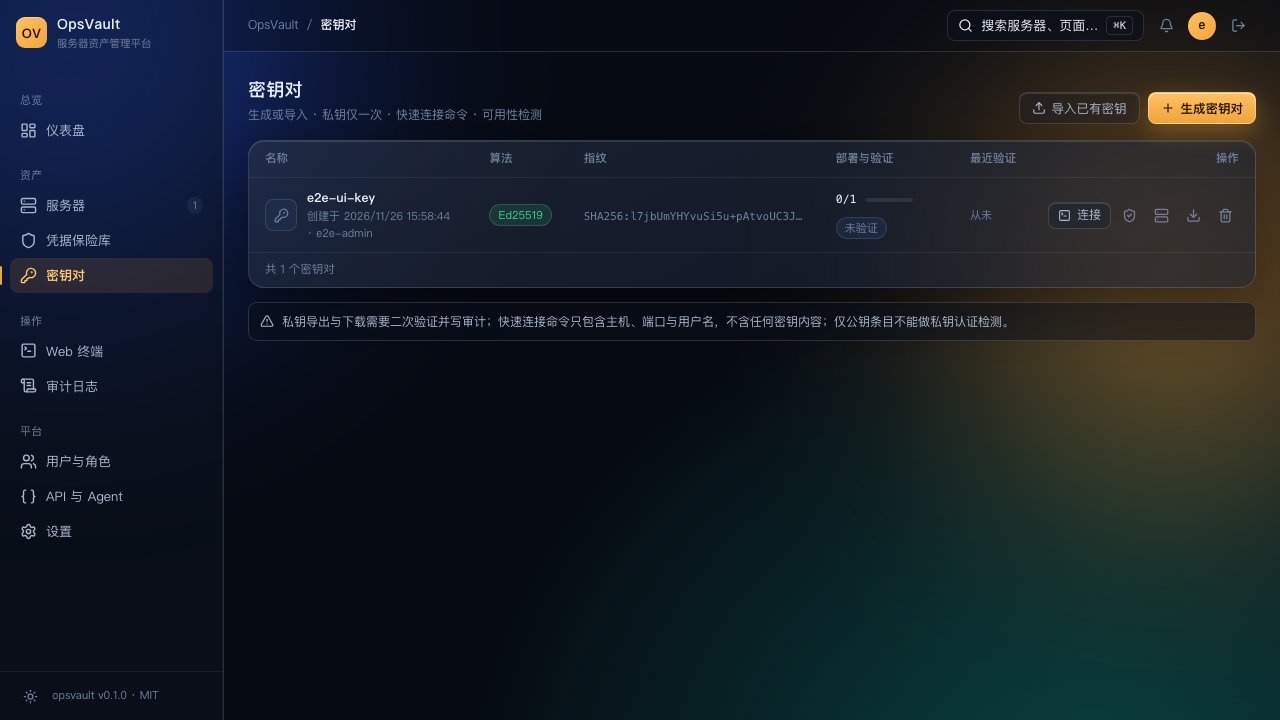 OV
OpsVault
服务器资产管理平台
总览
仪表盘
资产
服务器
1
凭据保险库
密钥对
操作
Web 终端
审计日志
平台
用户与角色
API 与 Agent
设置
opsvault v0.1.0 · MIT
OpsVault / 密钥对
搜索服务器、页面… ⌘K
e
密钥对
生成或导入 · 私钥仅一次 · 快速连接命令 · 可用性检测
导入已有密钥
生成密钥对
名称 算法 指纹 部署与验证 最近验证 操作
e2e-ui-key
创建于 2026/11/26 15:58:44
· e2e-admin
Ed25519
SHA256:l7jbUmYHYvuSi5u+pAtvoUC3J…
0/1
未验证
从未
连接
共 1 个密钥对
私钥导出与下载需要二次验证并写审计；快速连接命令只包含主机、端口与用户名，不含任何密钥内容；仅公钥条目不能做私钥认证检测。